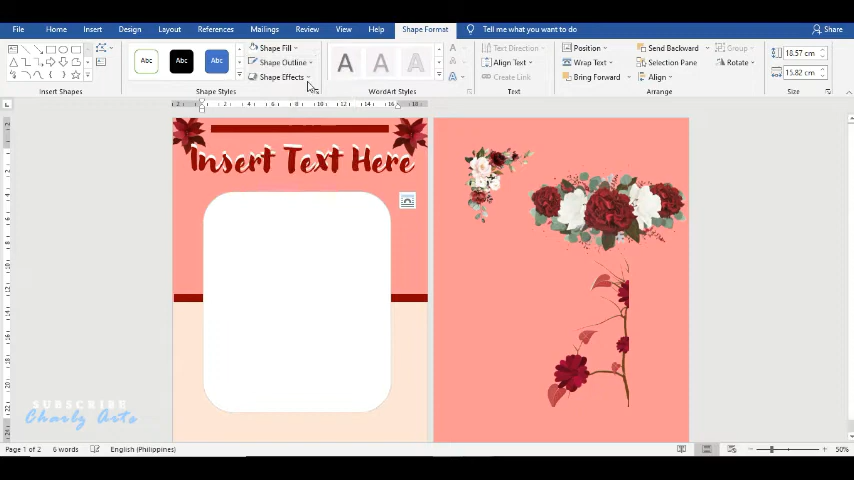 File Home Insert Draw Layout References Mailings Review View Help Shape Format Tell me what you want to do Share
Abc Abc Abc
Shape Fill
Shape Outline
Shape Effects
A A A
Text Direction
Align Text
Create Link
Position
Wrap Text
Bring Forward
Send Backward
Selection Pane
Align
Group
Rotate
18.57 cm
15.82 cm
Insert Shapes Shape Styles WordArt Styles Text Arrange Size
Insert Text Here
SUBSCRIBE
Charly Arts
Page 1 of 2 6 words English (Philippines) 50%